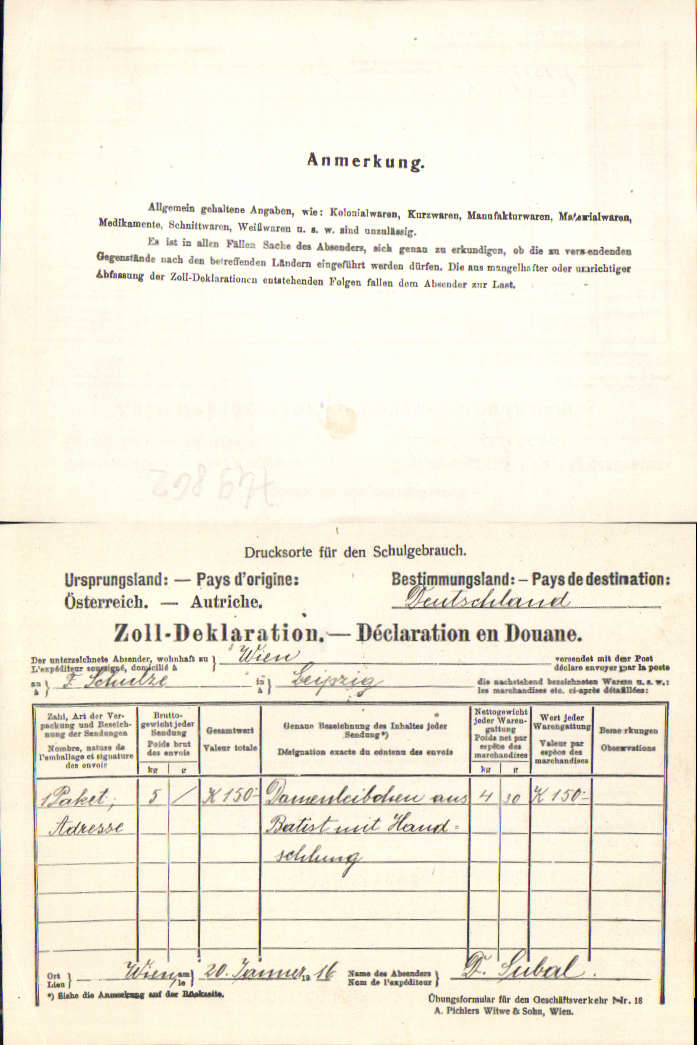 Anmerkung.
Allgemein gehaltene Angaben, wie: Kolonialwaren, Kurzwaren, Manufakturwaren, Materialwaren,
Medikamente, Schnittwaren, Weißwaren u. s. w. sind unzulässig.
Es ist in allen Fällen Sache des Absenders, sich genau zu erkundigen, ob die zu versendenden
Gegenstände nach den betreffenden Ländern eingeführt werden dürfen. Die aus mangelhafter oder unrichtiger
Abfassung der Zoll-Deklarationen entstehenden Folgen fallen dem Absender zur Last.
Drucksorte für den Schulgebrauch.
Ursprungsland: — Pays d'origine:
Österreich. — Autriche.
Bestimmungsland: – Pays de destination:
Deutschland
Zoll-Deklaration. — Déclaration en Douane.
Der unterzeichnete Absender, wohnhaft zu } Wien versendet mit der Post
L'expéditeur soussigné, domicilié à déclare envoyer par la poste
an } F. Schulze in } Leipzig die nachstehend bezeichneten Waren u. s. w.:
à à les marchandises etc. ci-après détaillées:
Zahl, Art der Ver-
packung und Bezeich-
nung der Sendungen
Nombre, nature de
l'emballage et signature
des envois
Brutto-
gewicht jeder
Sendung
Poids brut
des envois
kg g
Gesamtwert
Valeur totale
Genaue Bezeichnung des Inhaltes jeder
Sendung*)
Désignation exacte du contenu des envois
Nettogewicht
jeder Waren-
gattung
Poids net par
espèce des
marchandises
kg g
Wert jeder
Warengattung
Valeur par
espèce des
marchandises
Bemerkungen
Observations
1 Paket; 5 / K 150·– Damenleibchen aus 4 30 K 150·–
Adresse Batist mit Hand=
schlung
Ort } Wien am } 20. Jänner 1916 Name des Absenders }
Lieu le Nom de l'expéditeur
*) Siehe die Anmerkung auf der Rückseite.
Übungsformular für den Geschäftsverkehr Nr. 18
A. Pichlers Witwe & Sohn, Wien.